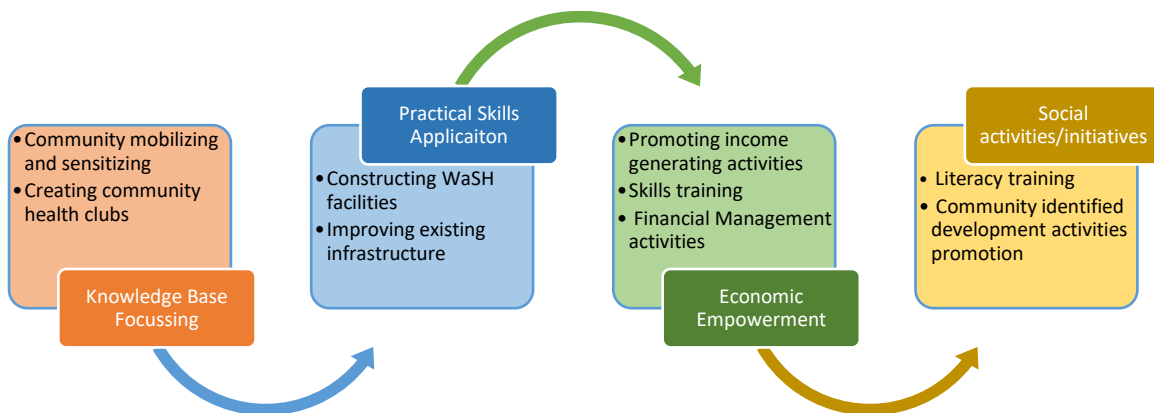 • Community mobilizing
and sensitizing
• Creating community
health clubs
Knowledge Base
Focussing
Practical Skills
Applicaiton
• Constructing WaSH
facilities
• Improving existing
infrastructure
• Promoting income
generating activities
• Skills training
• Financial Management
activities
Economic
Empowerment
Social
activities/initiatives
• Literacy training
• Community identified
development activities
promotion